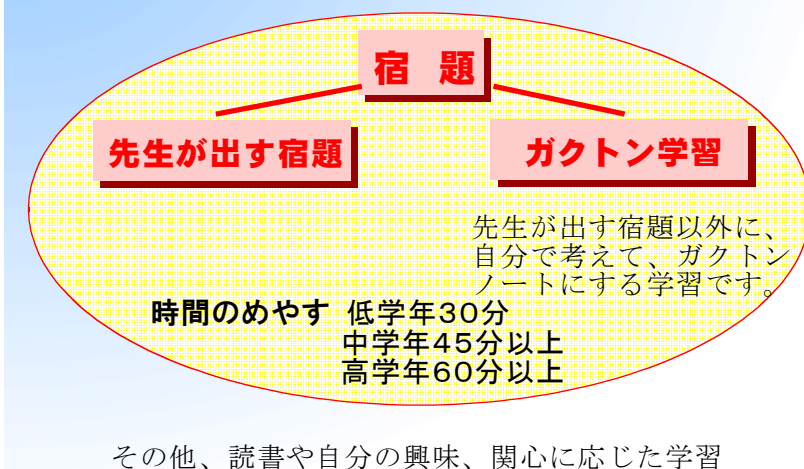 宿 題
先生が出す宿題
ガクトン学習
先生が出す宿題以外に、
自分で考えて、ガクトン
ノートにする学習です。
時間のめやす 低学年30分
中学年45分以上
高学年60分以上
その他、読書や自分の興味、関心に応じた学習